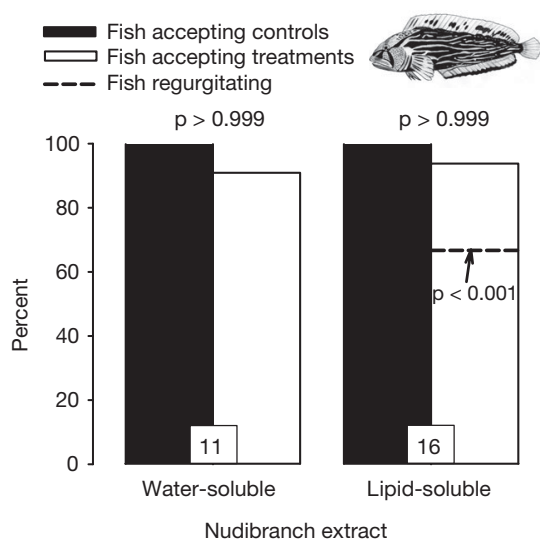 Fish accepting controls
Fish accepting treatments
Fish regurgitating
p > 0.999 p > 0.999
100
80
60
40
20
0
Percent
p < 0.001
11 16
Water-soluble Lipid-soluble
Nudibranch extract